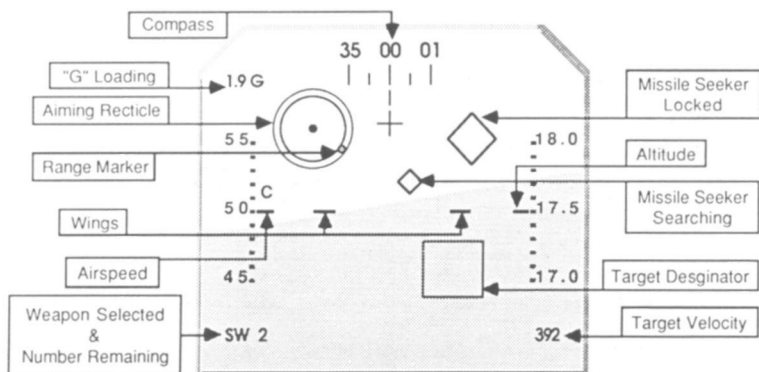 Compass
35 00 01
"G" Loading
1.9 G
Missile Seeker
Locked
Aiming Recticle
55
18.0
Range Marker
Altitude
C
Missile Seeker
Searching
50
17.5
Wings
Airspeed
45
17.0
Target Desginator
Weapon Selected
&
Number Remaining
SW 2
392
Target Velocity